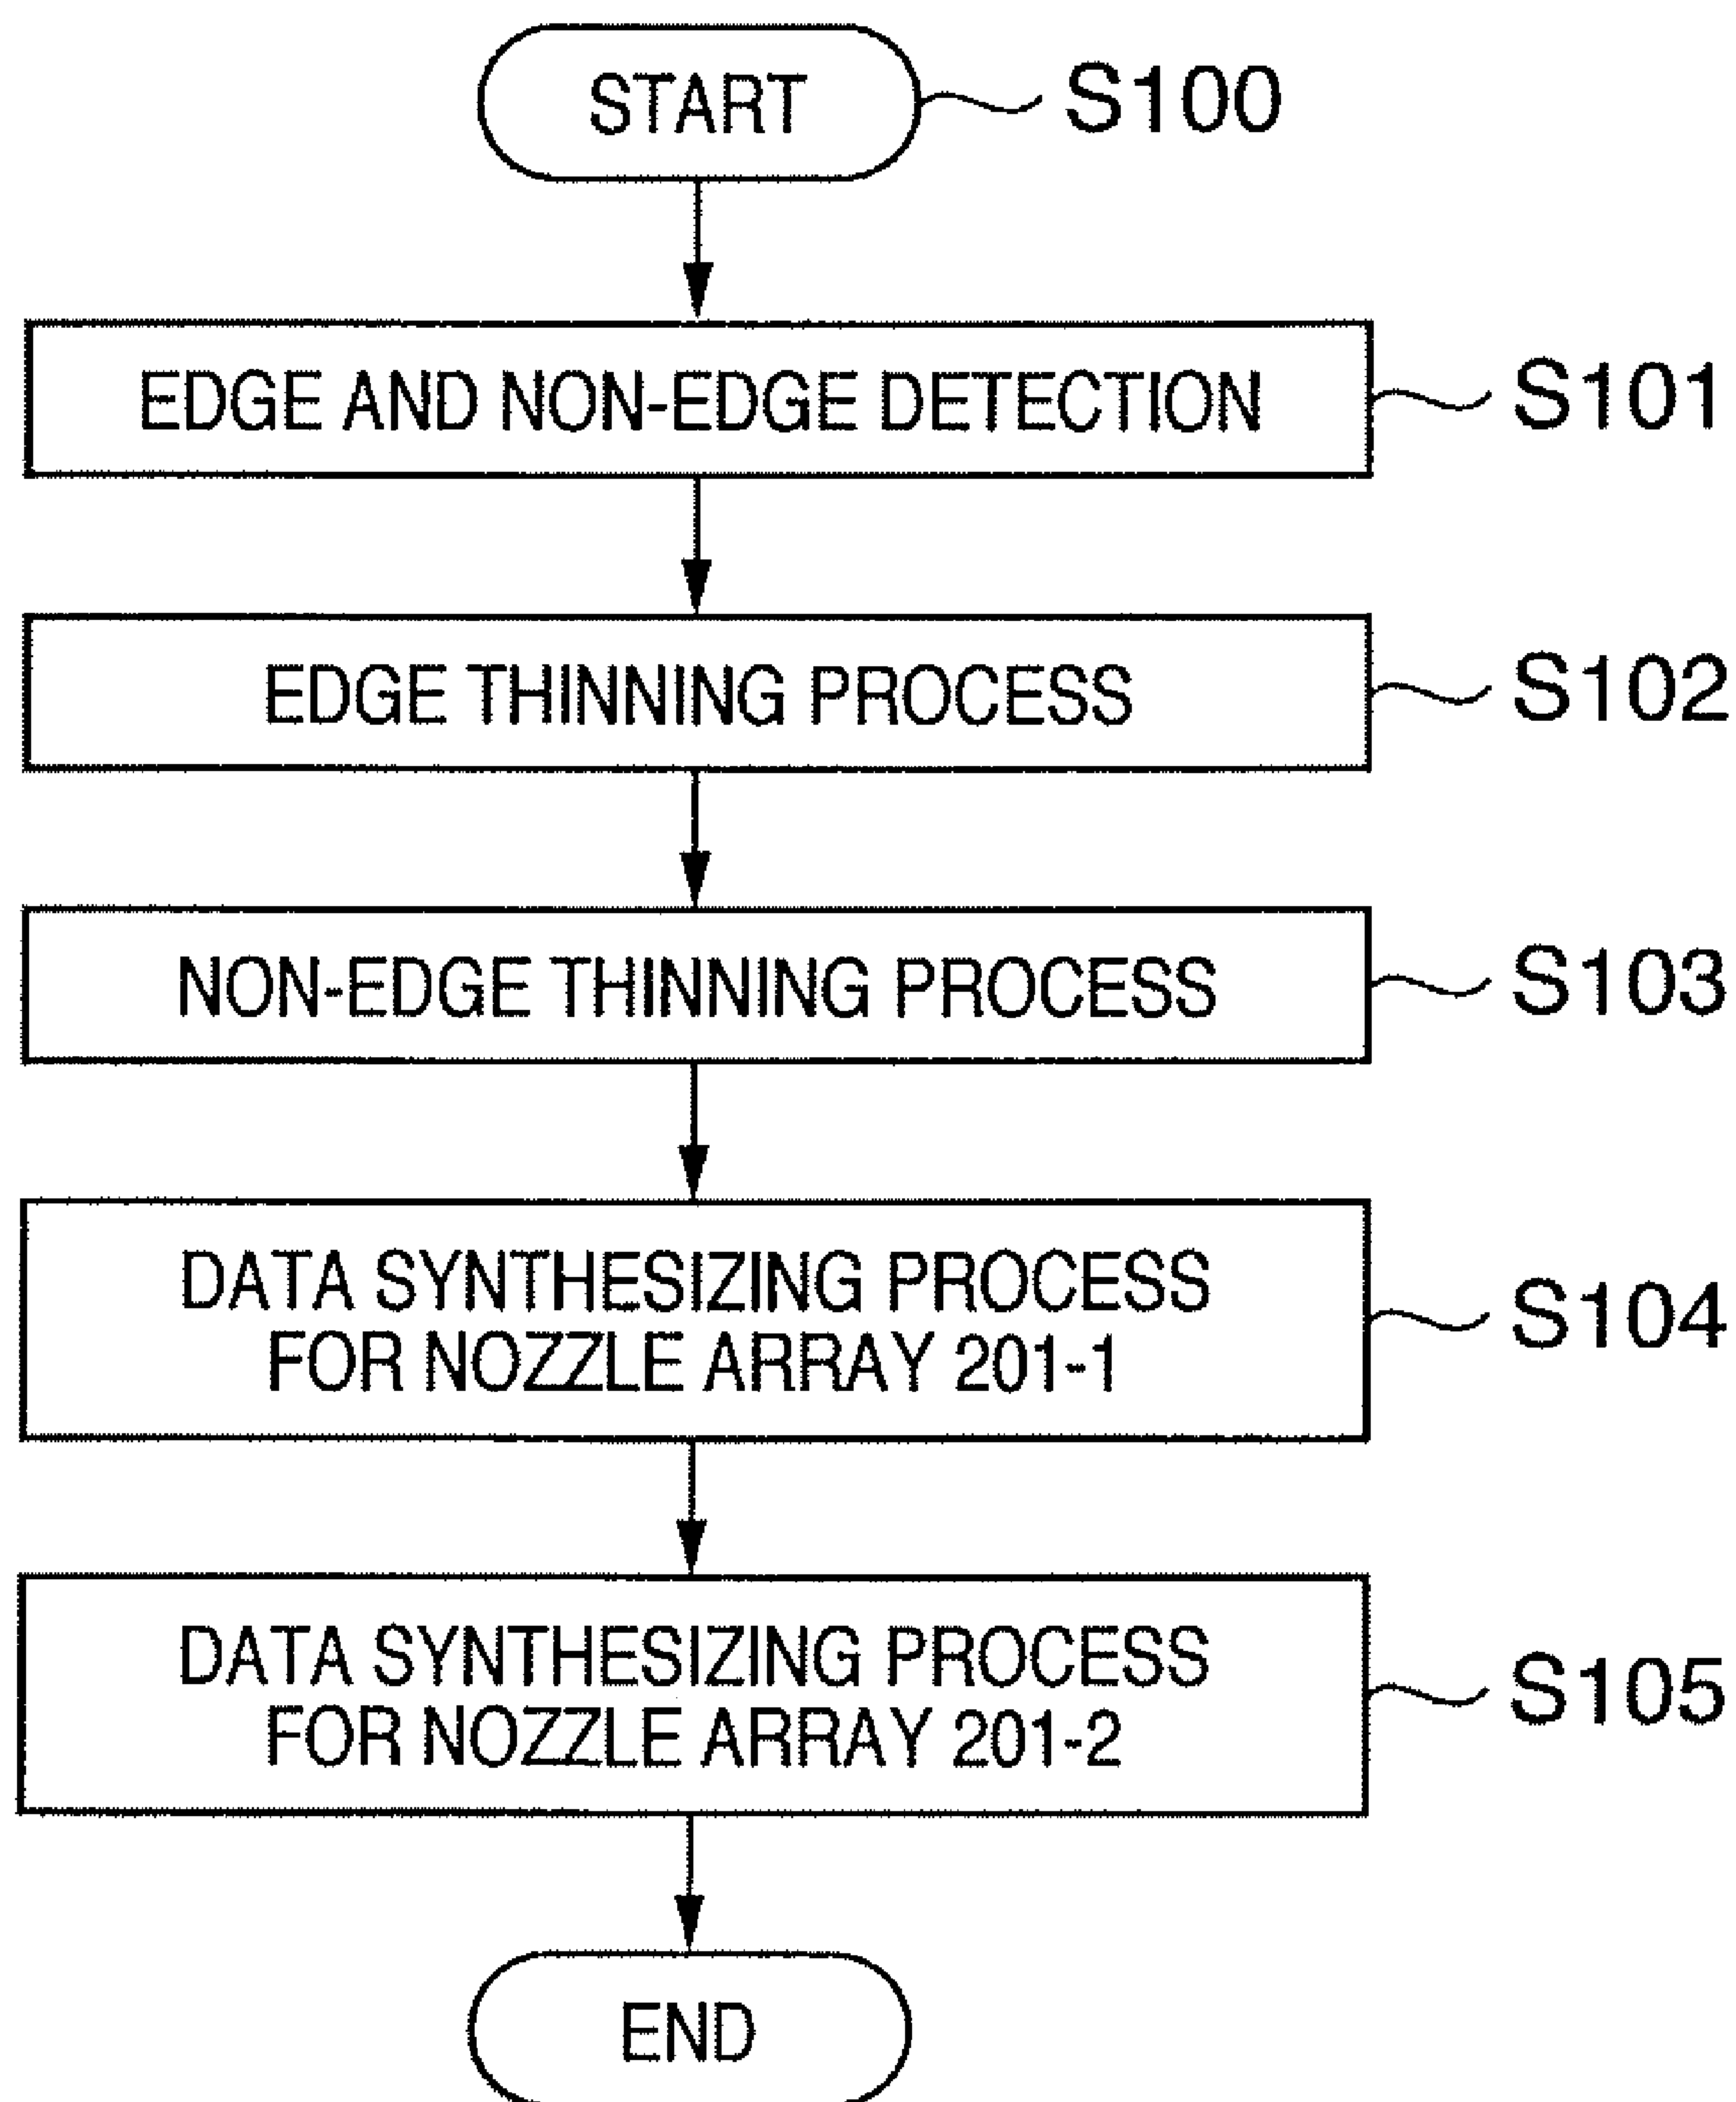 START
S100
EDGE AND NON-EDGE DETECTION
S101
EDGE THINNING PROCESS
S102
NON-EDGE THINNING PROCESS
S103
DATA SYNTHESIZING PROCESS
FOR NOZZLE ARRAY 201-1
S104
DATA SYNTHESIZING PROCESS
FOR NOZZLE ARRAY 201-2
S105
END